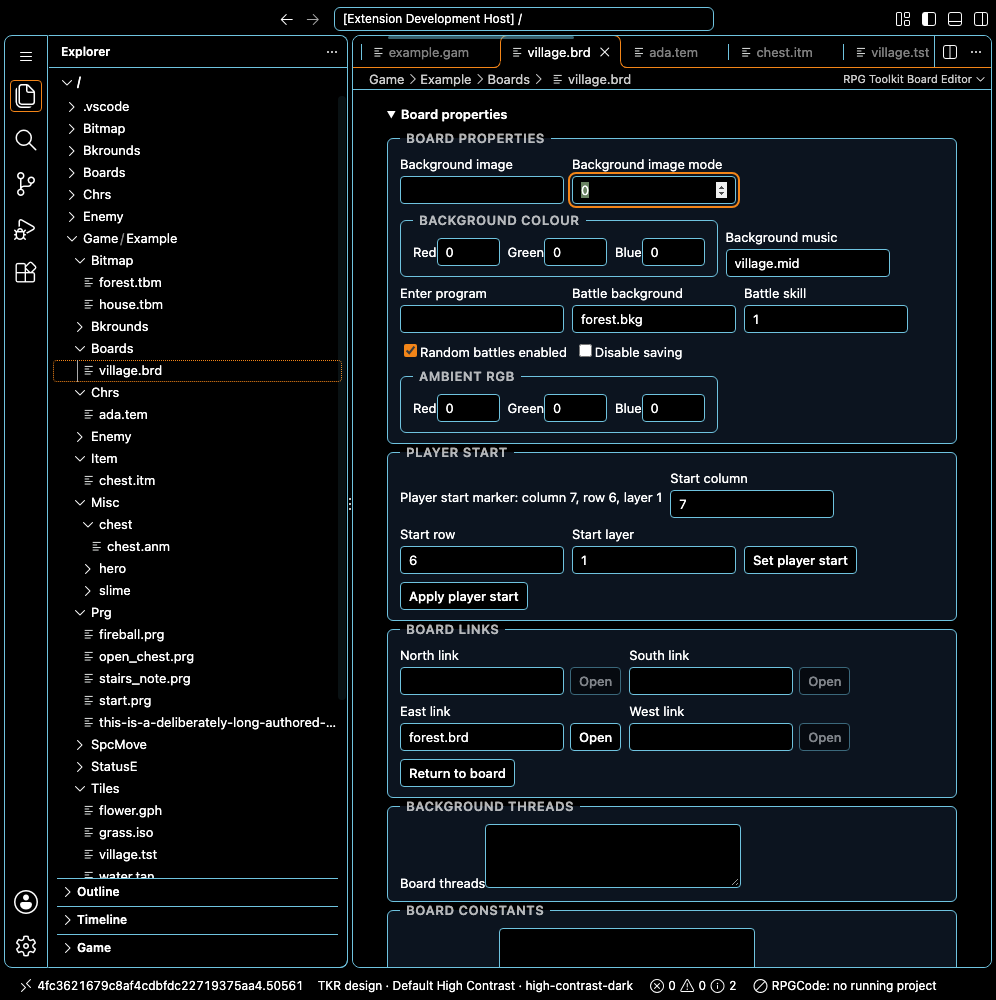 [Extension Development Host] /
Explorer
/
.vscode
Bitmap
Bkrounds
Boards
Chrs
Enemy
Game / Example
Bitmap
forest.tbm
house.tbm
Bkrounds
Boards
village.brd
Chrs
ada.tem
Enemy
Item
chest.itm
Misc
chest
chest.anm
hero
slime
Prg
fireball.prg
open_chest.prg
stairs_note.prg
start.prg
this-is-a-deliberately-long-authored-...
SpcMove
StatusE
Tiles
flower.gph
grass.iso
village.tst
water.tan
Outline
Timeline
Game
example.gam village.brd ada.tem chest.itm village.tst
Game > Example > Boards > village.brd RPG Toolkit Board Editor
Board properties
BOARD PROPERTIES
Background image Background image mode
0
BACKGROUND COLOUR
Red 0 Green 0 Blue 0
Background music
village.mid
Enter program Battle background Battle skill
forest.bkg 1
Random battles enabled Disable saving
AMBIENT RGB
Red 0 Green 0 Blue 0
PLAYER START
Player start marker: column 7, row 6, layer 1
Start column
7
Start row Start layer
6 1 Set player start
Apply player start
BOARD LINKS
North link South link
Open Open
East link West link
forest.brd Open Open
Return to board
BACKGROUND THREADS
Board threads
BOARD CONSTANTS
4fc3621679c8af4cdbfdc22719375aa4.50561 TKR design · Default High Contrast · high-contrast-dark 0 0 2 RPGCode: no running project